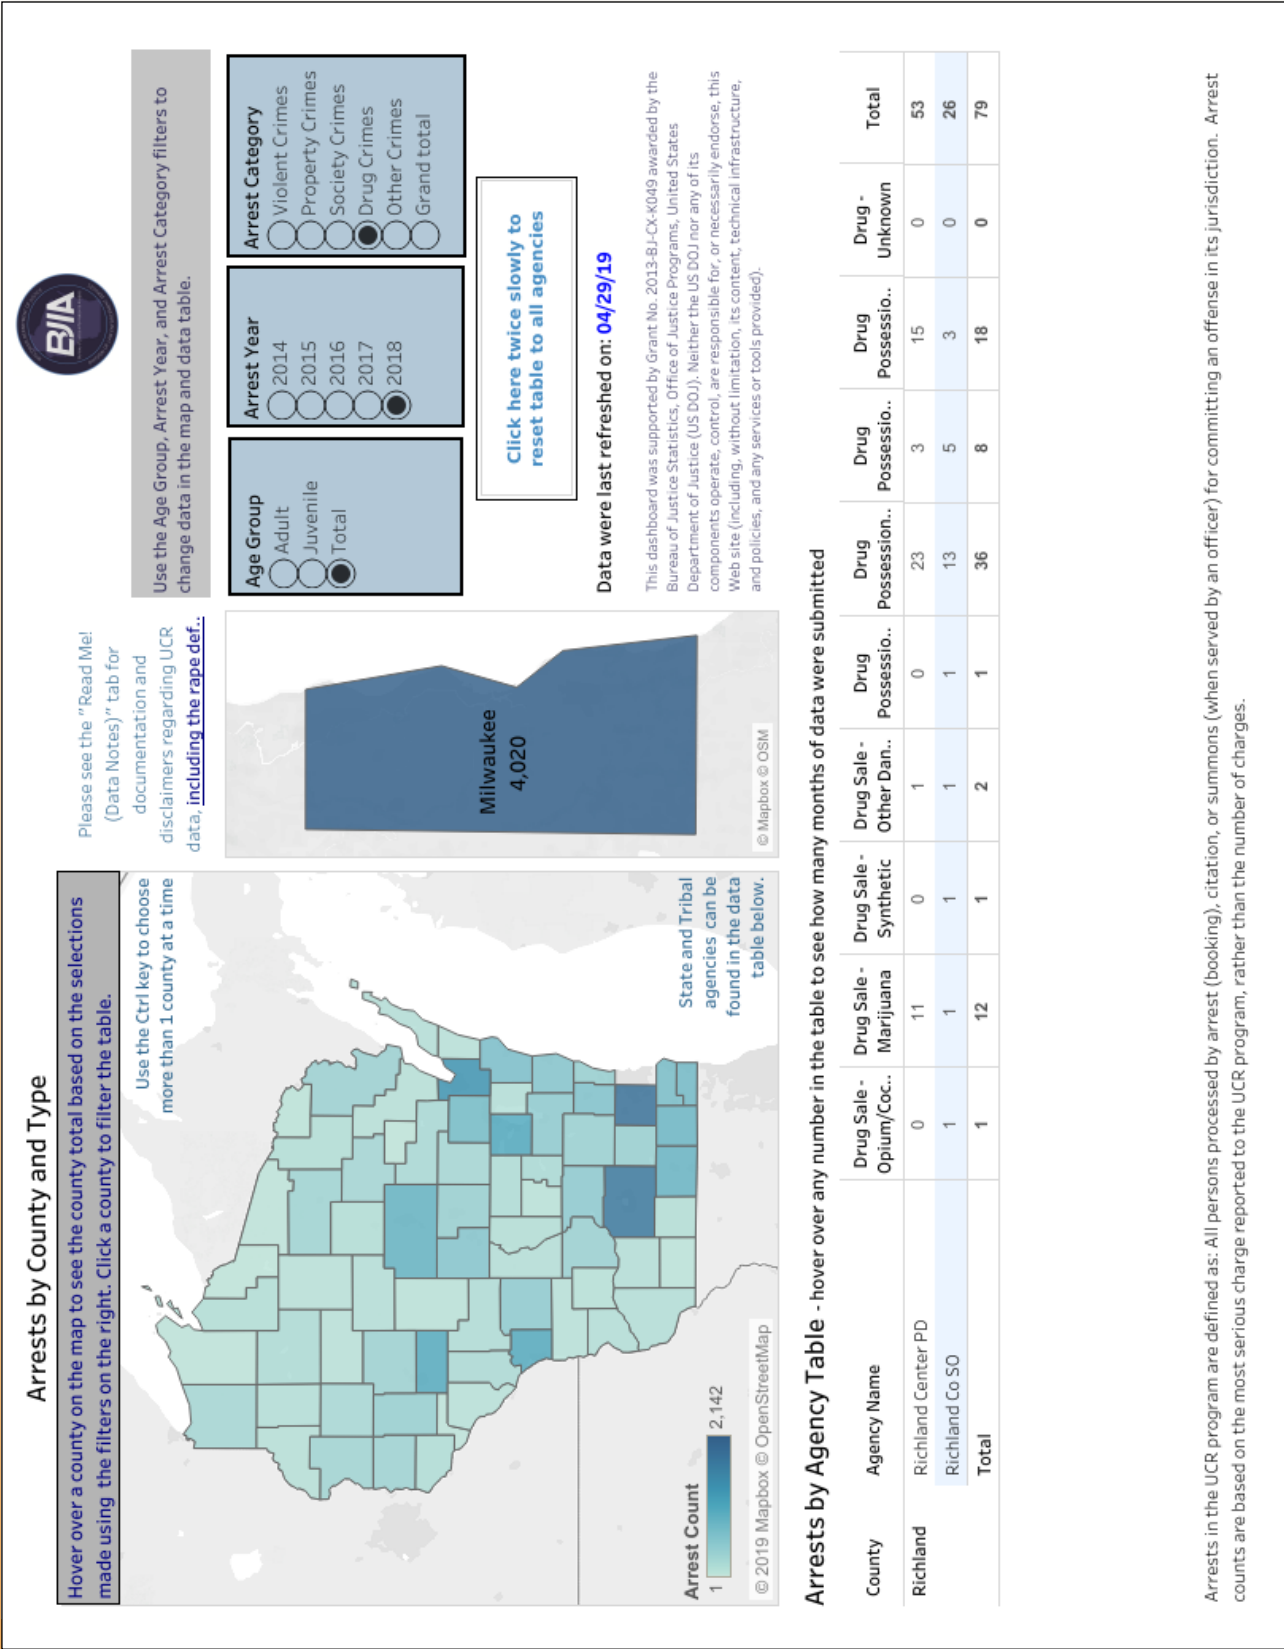 Arrests by County and Type
Hover over a county on the map to see the county total based on the selections
made using the filters on the right. Click a county to filter the table.
Please see the "Read Me!
(Data Notes)" tab for
documentation and
disclaimers regarding UCR
data, including the rape def..
BJIA
Use the Age Group, Arrest Year, and Arrest Category filters to
change data in the map and data table.
Use the Ctrl key to choose
more than 1 county at a time
State and Tribal
agencies can be
found in the data
table below.
Arrest Count
1 2,142
© 2019 Mapbox © OpenStreetMap
Milwaukee
4,020
© Mapbox © OSM
Age Group
Adult
Juvenile
Total
Arrest Year
2014
2015
2016
2017
2018
Arrest Category
Violent Crimes
Property Crimes
Society Crimes
Drug Crimes
Other Crimes
Grand total
Click here twice slowly to
reset table to all agencies
Data were last refreshed on: 04/29/19
This dashboard was supported by Grant No. 2013-BJ-CX-K049 awarded by the
Bureau of Justice Statistics, Office of Justice Programs, United States
Department of Justice (US DOJ). Neither the US DOJ nor any of its
components operate, control, are responsible for, or necessarily endorse, this
Web site (including, without limitation, its content, technical infrastructure,
and policies, and any services or tools provided).
Arrests by Agency Table - hover over any number in the table to see how many months of data were submitted
County Agency Name Drug Sale - Opium/Coc.. Drug Sale - Marijuana Drug Sale - Synthetic Drug Sale - Other Dan.. Drug Possessio.. Drug Possession.. Drug Possessio.. Drug Possessio.. Drug - Unknown Total
Richland Richland Center PD 0 11 0 1 0 23 3 15 0 53
Richland Co SO 1 1 1 1 1 13 5 3 0 26
Total 1 12 1 2 1 36 8 18 0 79
Arrests in the UCR program are defined as: All persons processed by arrest (booking), citation, or summons (when served by an officer) for committing an offense in its jurisdiction. Arrest
counts are based on the most serious charge reported to the UCR program, rather than the number of charges.